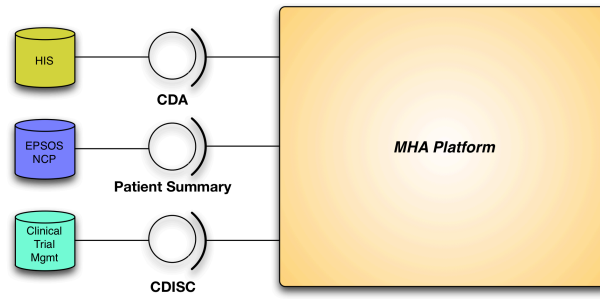 HIS
CDA
EPSOS
NCP
Patient Summary
Clinical
Trial
Mgmt
CDISC
MHA Platform